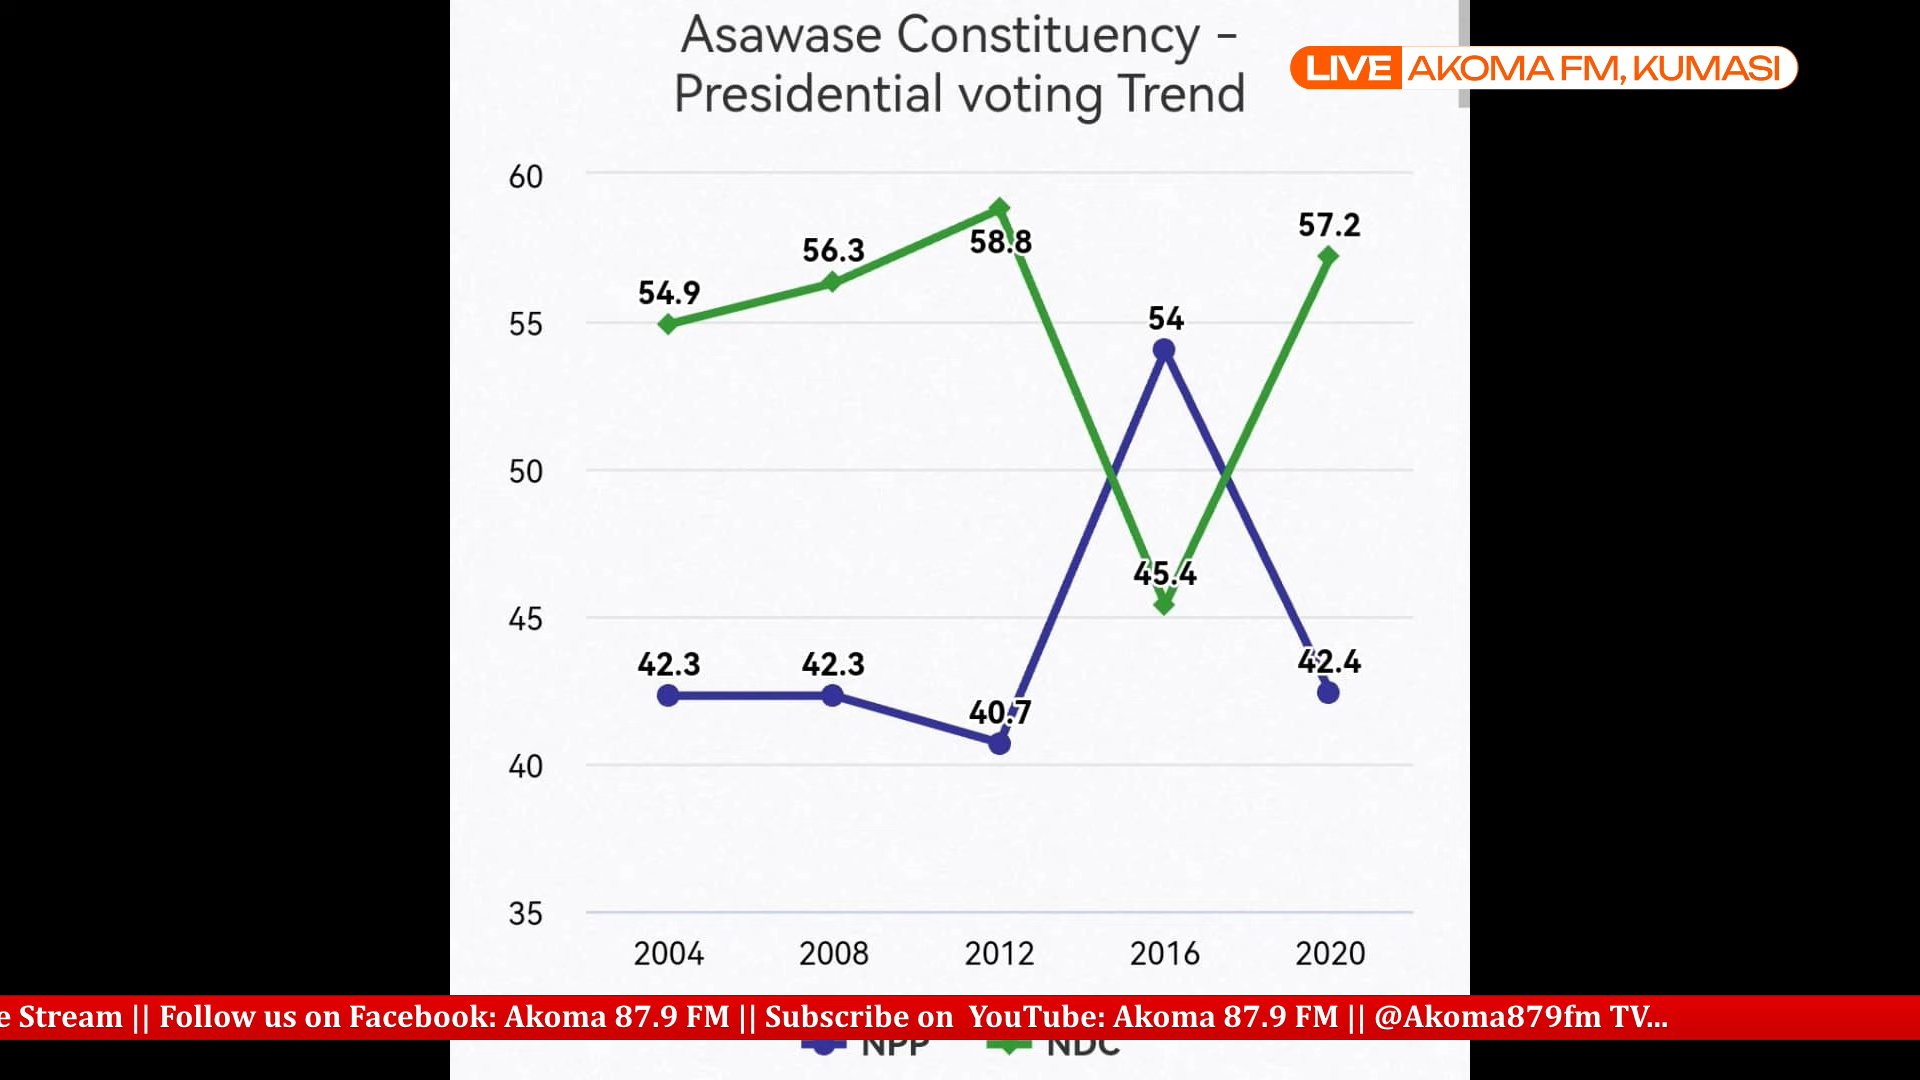 Asawase Constituency -
Presidential voting Trend
LIVE AKOMA FM, KUMASI
60
55
50
45
40
35
54.9
56.3
58.8
45.4
57.2
42.3
42.3
40.7
54
42.4
2004 2008 2012 2016 2020
e Stream || Follow us on Facebook: Akoma 87.9 FM || Subscribe on YouTube: Akoma 87.9 FM || @Akoma879fm TV...
NPP NDC